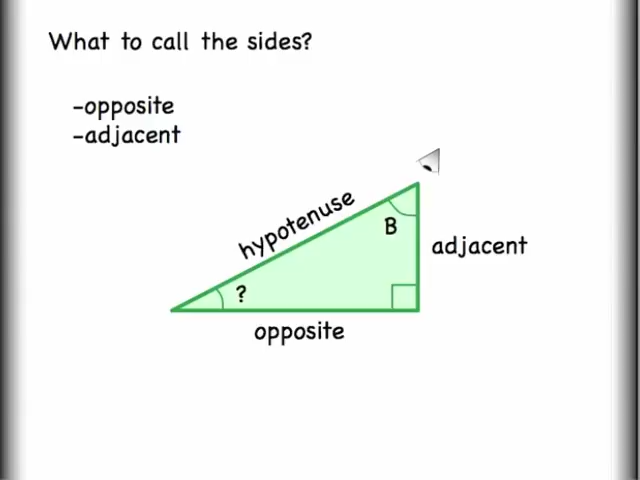 What to call the sides?
-opposite
-adjacent
hypotenuse
B
adjacent
?
opposite